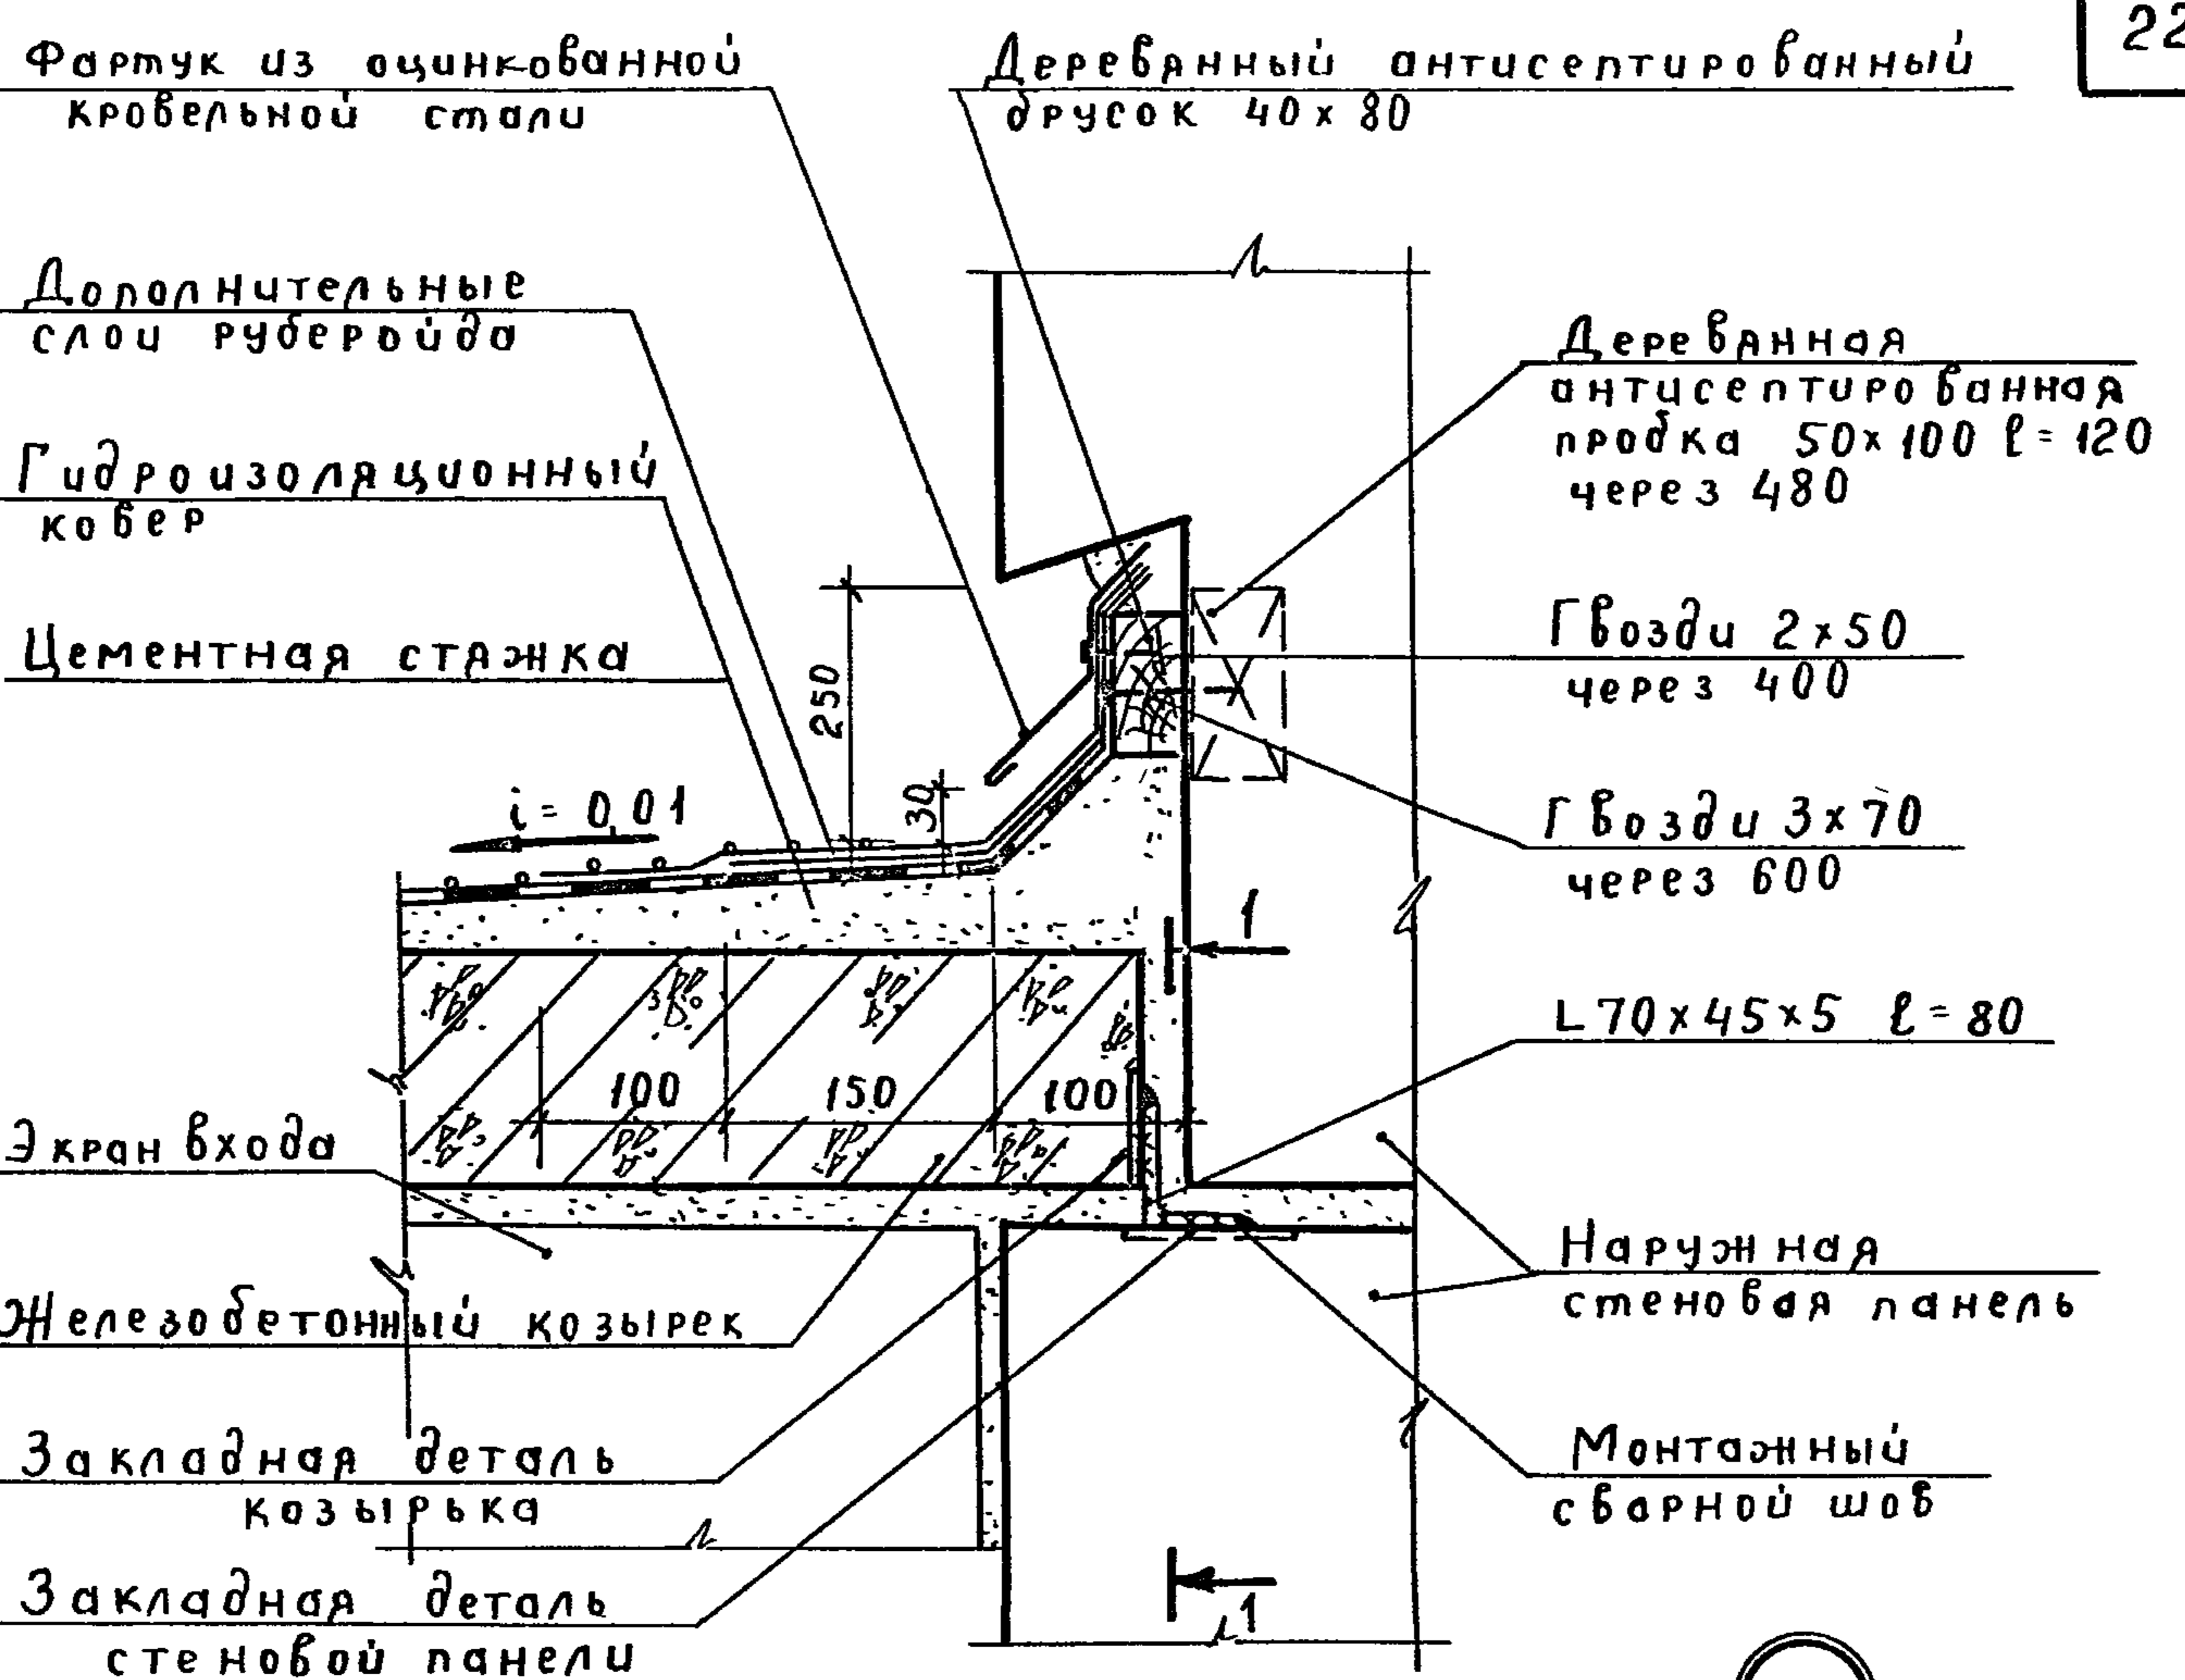 22
Фартук из оцинкованной
кровельной стали
Деревянный антисептированный
брусок 40х80
Дополнительные
слои рубероида
Гидроизоляционный
ковер
Цементная стяжка
Деревянная
антисептированная
пробка 50х100 ℓ=120
через 480
Гвозди 2х50
через 400
Гвозди 3х70
через 600
250
30
i=0,01
1
L70х45х5 ℓ=80
100 150 100
Экран входа
Железобетонный козырек
Наружная
стеновая панель
Закладная деталь
козырька
Монтажный
сварной шов
Закладная деталь
стеновой панели
1